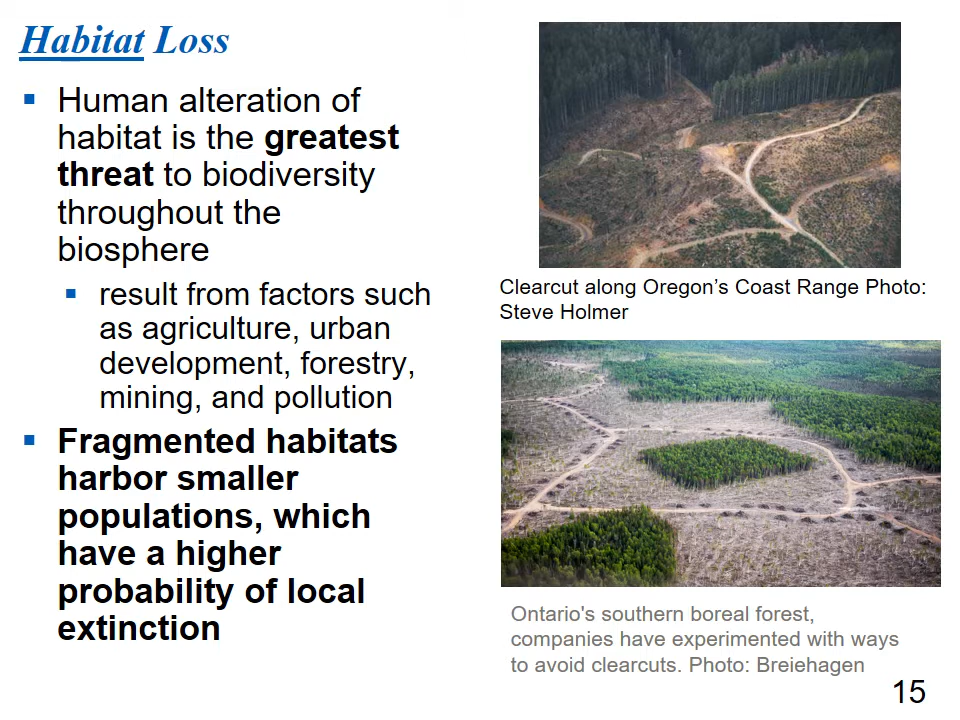 Habitat Loss
Human alteration of
habitat is the greatest
threat to biodiversity
throughout the
biosphere
result from factors such
as agriculture, urban
development, forestry,
mining, and pollution
Fragmented habitats
harbor smaller
populations, which
have a higher
probability of local
extinction
Clearcut along Oregon’s Coast Range Photo:
Steve Holmer
Ontario's southern boreal forest,
companies have experimented with ways
to avoid clearcuts. Photo: Breiehagen
15